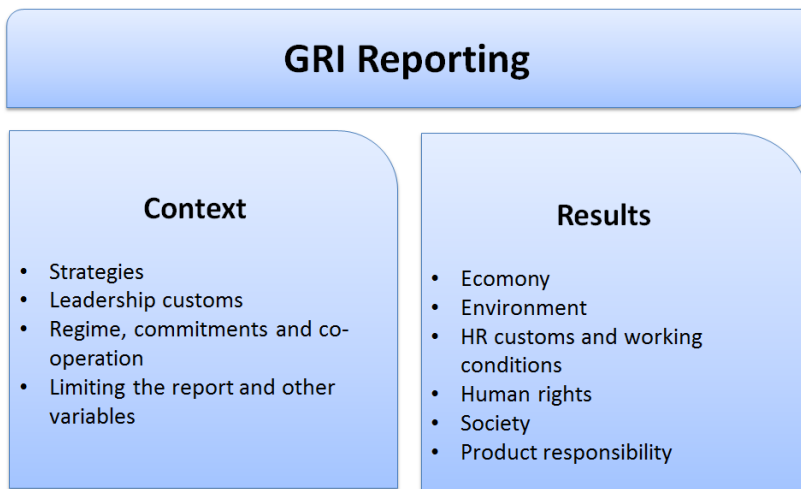 GRI Reporting
Context
• Strategies
• Leadership customs
• Regime, commitments and co-
operation
• Limiting the report and other
variables
Results
• Ecomony
• Environment
• HR customs and working
conditions
• Human rights
• Society
• Product responsibility